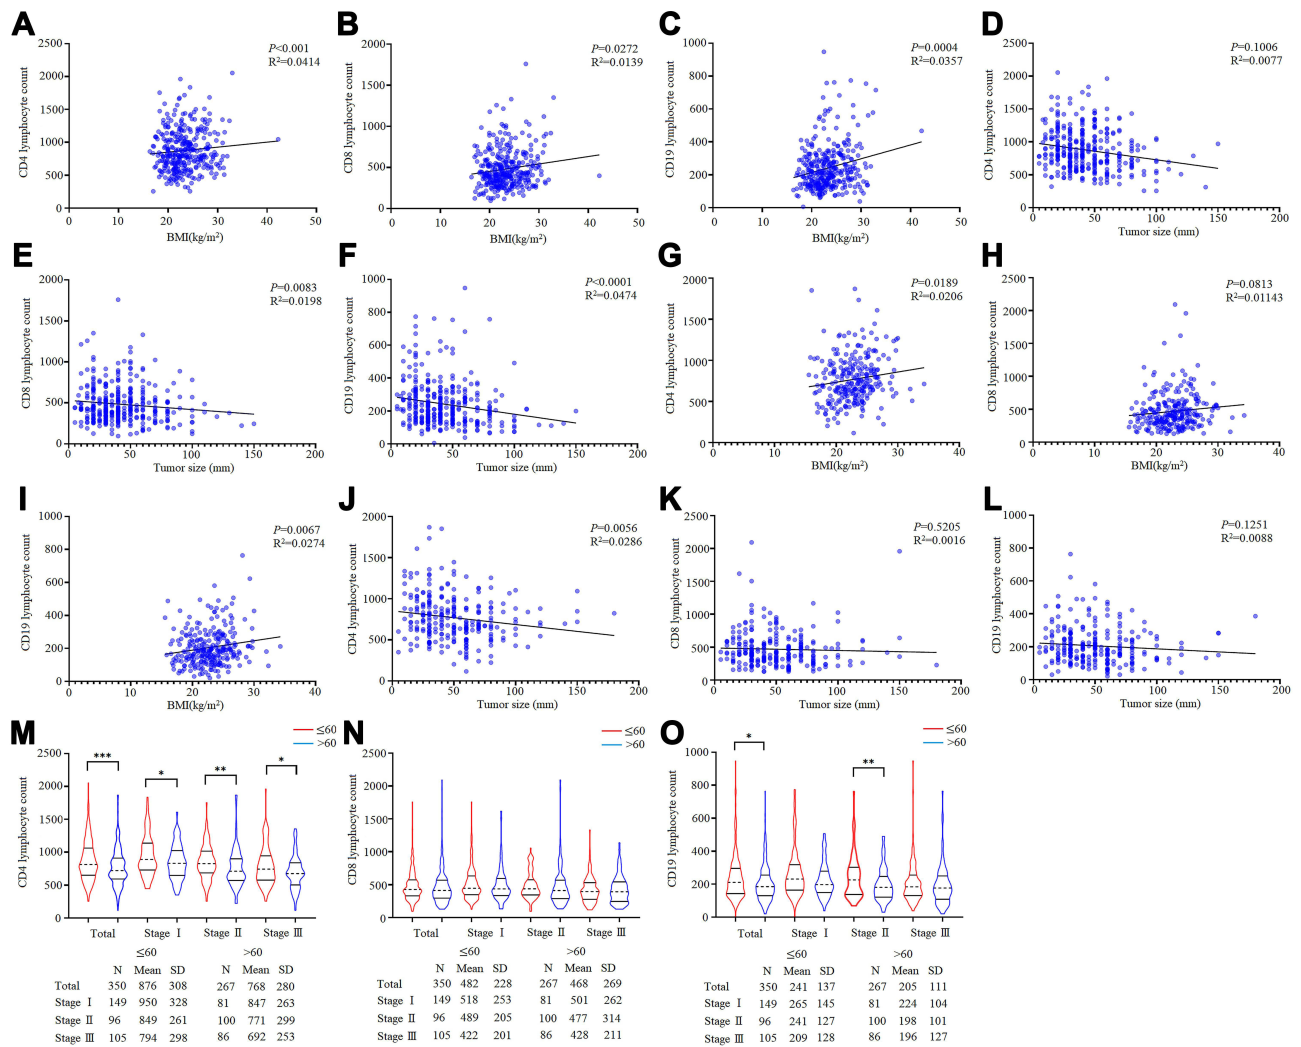 A
B
C
D
P<0.001
R²=0.0414
CD4 lymphocyte count
2500
2000
1500
1000
500
0
0 10 20 30 40 50
BMI(kg/m²)
P=0.0272
R²=0.0139
CD8 lymphocyte count
2000
1500
1000
500
0
0 10 20 30 40 50
BMI(kg/m²)
P=0.0004
R²=0.0357
CD19 lymphocyte count
1000
800
600
400
200
0
0 10 20 30 40 50
BMI(kg/m²)
P=0.1006
R²=0.0077
CD4 lymphocyte count
2500
2000
1500
1000
500
0
0 50 100 150 200
Tumor size (mm)
E
F
G
H
P=0.0083
R²=0.0198
CD8 lymphocyte count
2000
1500
1000
500
0
0 50 100 150 200
Tumor size (mm)
P<0.0001
R²=0.0474
CD19 lymphocyte count
1000
800
600
400
200
0
0 50 100 150 200
Tumor size (mm)
P=0.0189
R²=0.0206
CD4 lymphocyte count
2000
1500
1000
500
0
0 10 20 30 40
BMI(kg/m²)
P=0.0813
R²=0.01143
CD8 lymphocyte count
2500
2000
1500
1000
500
0
0 10 20 30 40
BMI(kg/m²)
I
J
K
L
P=0.0067
R²=0.0274
CD19 lymphocyte count
1000
800
600
400
200
0
0 10 20 30 40
BMI(kg/m²)
P=0.0056
R²=0.0286
CD4 lymphocyte count
2000
1500
1000
500
0
0 50 100 150 200
Tumor size (mm)
P=0.5205
R²=0.0016
CD8 lymphocyte count
2500
2000
1500
1000
500
0
0 50 100 150 200
Tumor size (mm)
P=0.1251
R²=0.0088
CD19 lymphocyte count
1000
800
600
400
200
0
0 50 100 150 200
Tumor size (mm)
M
≤60
>60
CD4 lymphocyte count
2500
2000
1500
1000
500
0
*** * ** *
Total Stage Ⅰ Stage Ⅱ Stage Ⅲ
≤60 >60
N Mean SD N Mean SD
Total 350 876 308 267 768 280
Stage Ⅰ 149 950 328 81 847 263
Stage Ⅱ 96 849 261 100 771 299
Stage Ⅲ 105 794 298 86 692 253
N
≤60
>60
CD8 lymphocyte count
2500
2000
1500
1000
500
0
Total Stage Ⅰ Stage Ⅱ Stage Ⅲ
≤60 >60
N Mean SD N Mean SD
Total 350 482 228 267 468 269
Stage Ⅰ 149 518 253 81 501 262
Stage Ⅱ 96 489 205 100 477 314
Stage Ⅲ 105 422 201 86 428 211
O
≤60
>60
CD19 lymphocyte count
1000
800
600
400
200
0
* **
Total Stage Ⅰ Stage Ⅱ Stage Ⅲ
≤60 >60
N Mean SD N Mean SD
Total 350 241 137 267 205 111
Stage Ⅰ 149 265 145 81 224 104
Stage Ⅱ 96 241 127 100 198 101
Stage Ⅲ 105 209 128 86 196 127